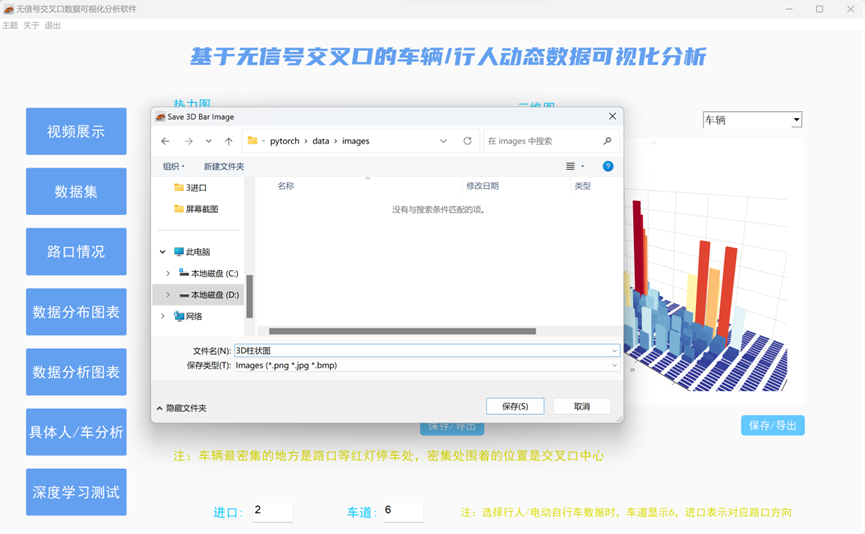 无信号交叉口数据可视化分析软件
主题 关于 退出
基于无信号交叉口的车辆/行人动态数据可视化分析
热力图
三维图
车辆
视频展示
数据集
路口情况
数据分布图表
数据分析图表
具体人/车分析
深度学习测试
Save 3D Bar Image
pytorch › data › images
在 images 中搜索
组织
新建文件夹
名称
修改日期
类型
没有与搜索条件匹配的项。
3进口
屏幕截图
此电脑
本地磁盘 (C:)
本地磁盘 (D:)
网络
文件名(N): 3D柱状图
保存类型(T): Images (*.png *.jpg *.bmp)
隐藏文件夹
保存(S)
取消
保存/导出
保存/导出
注: 车辆最密集的地方是路口等红灯停车处，密集处围着的位置是交叉口中心
进口: 2
车道: 6
注: 选择行人/电动自行车数据时，车道显示6，进口表示对应路口方向